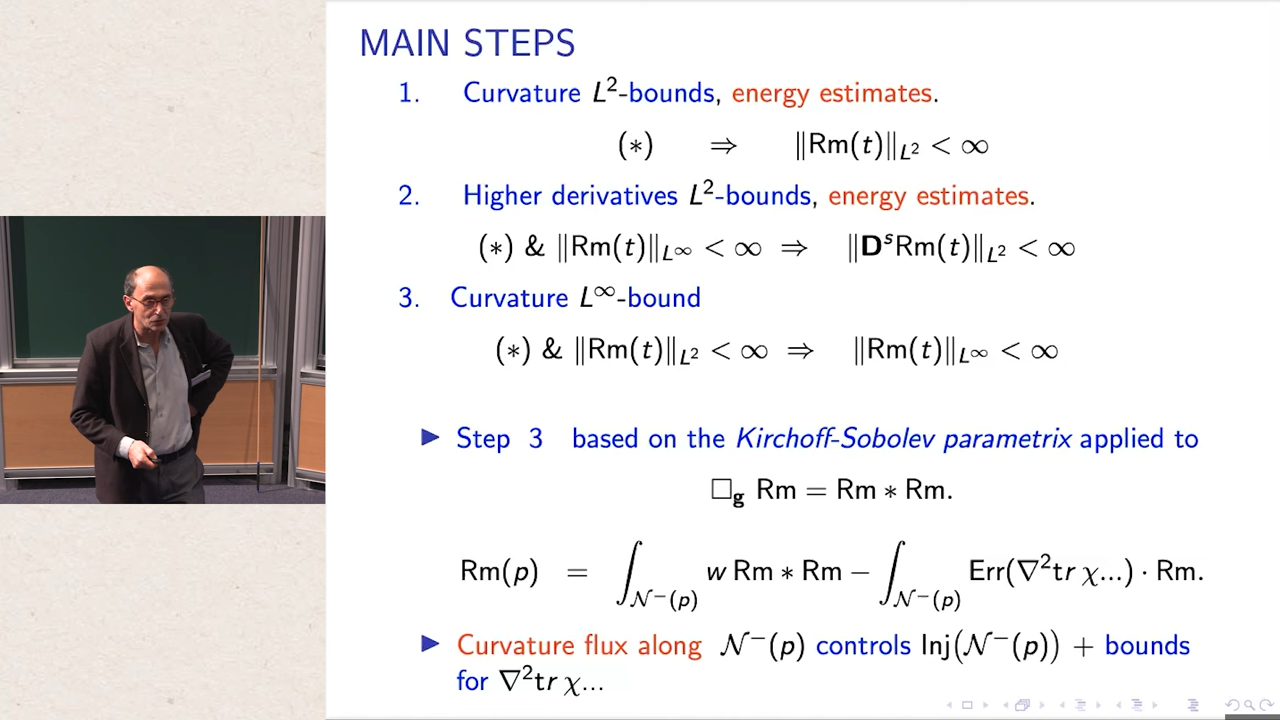 MAIN STEPS
1. Curvature L²-bounds, energy estimates.
(∗) ⇒ ‖Rm(t)‖_{L²} < ∞
2. Higher derivatives L²-bounds, energy estimates.
(∗) & ‖Rm(t)‖_{L^∞} < ∞ ⇒ ‖𝐃ˢRm(t)‖_{L²} < ∞
3. Curvature L^∞-bound
(∗) & ‖Rm(t)‖_{L²} < ∞ ⇒ ‖Rm(t)‖_{L^∞} < ∞
▶ Step 3 based on the Kirchoff-Sobolev parametrix applied to
□_𝐠 Rm = Rm ∗ Rm.
Rm(p) = ∫_{𝒩⁻(p)} w Rm ∗ Rm − ∫_{𝒩⁻(p)} Err(∇²tr χ...) · Rm.
▶ Curvature flux along 𝒩⁻(p) controls Inj(𝒩⁻(p)) + bounds
for ∇²tr χ...